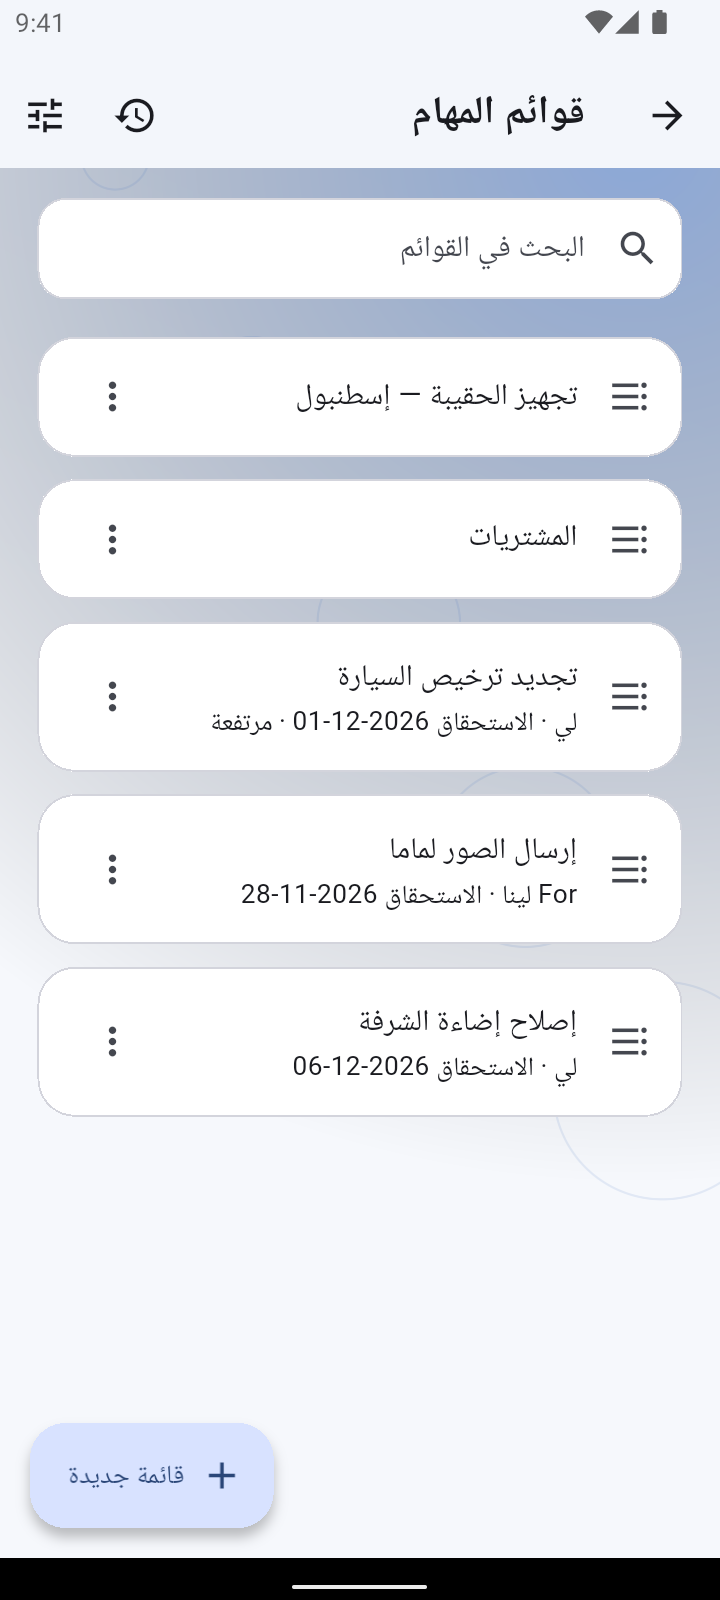 9:41
قوائم المهام
البحث في القوائم
تجهيز الحقيبة — إسطنبول
المشتريات
تجديد ترخيص السيارة
لي · الاستحقاق 2026-12-01 · مرتفعة
إرسال الصور لماما
For لينا · الاستحقاق 2026-11-28
إصلاح إضاءة الشرفة
لي · الاستحقاق 2026-12-06
قائمة جديدة